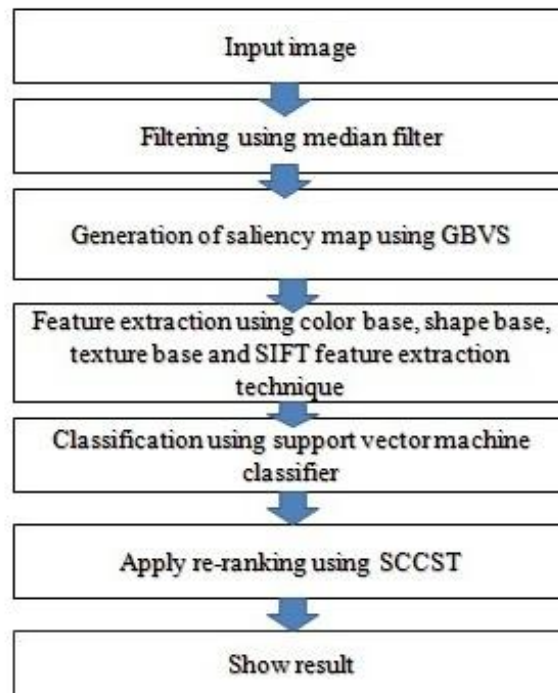 Input image
Filtering using median filter
Generation of saliency map using GBVS
Feature extraction using color base, shape base,
texture base and SIFT feature extraction
technique
Classification using support vector machine
classifier
Apply re-ranking using SCCST
Show result